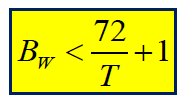 B_W < 72/T + 1